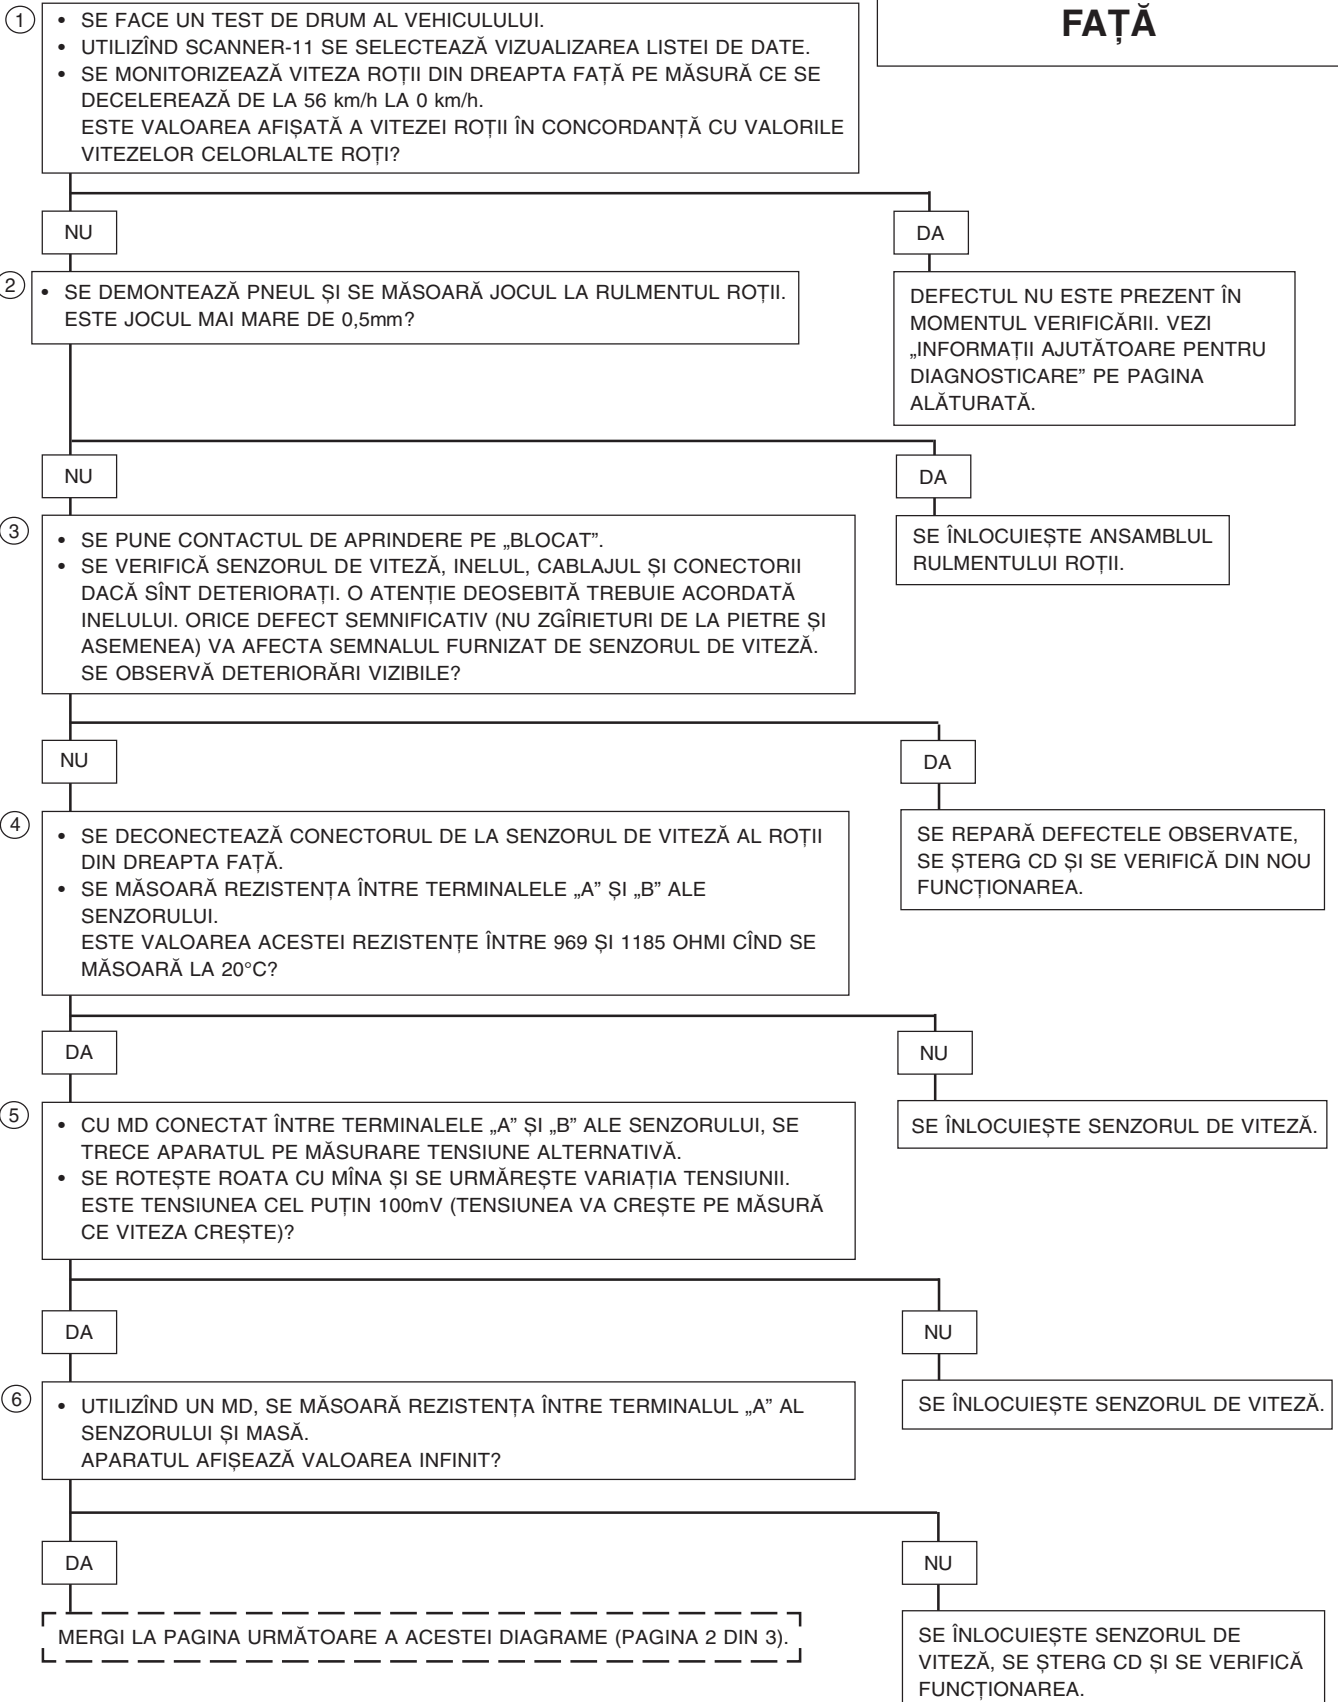 FAȚĂ
1
• SE FACE UN TEST DE DRUM AL VEHICULULUI.
• UTILIZÎND SCANNER-11 SE SELECTEAZĂ VIZUALIZAREA LISTEI DE DATE.
• SE MONITORIZEAZĂ VITEZA ROȚII DIN DREAPTA FAȚĂ PE MĂSURĂ CE SE
DECELEREAZĂ DE LA 56 km/h LA 0 km/h.
ESTE VALOAREA AFIȘATĂ A VITEZEI ROȚII ÎN CONCORDANȚĂ CU VALORILE
VITEZELOR CELORLALTE ROȚI?
NU
DA
2
• SE DEMONTEAZĂ PNEUL ȘI SE MĂSOARĂ JOCUL LA RULMENTUL ROȚII.
ESTE JOCUL MAI MARE DE 0,5mm?
DEFECTUL NU ESTE PREZENT ÎN
MOMENTUL VERIFICĂRII. VEZI
„INFORMAȚII AJUTĂTOARE PENTRU
DIAGNOSTICARE” PE PAGINA
ALĂTURATĂ.
NU
DA
3
• SE PUNE CONTACTUL DE APRINDERE PE „BLOCAT”.
• SE VERIFICĂ SENZORUL DE VITEZĂ, INELUL, CABLAJUL ȘI CONECTORII
DACĂ SÎNT DETERIORAȚI. O ATENȚIE DEOSEBITĂ TREBUIE ACORDATĂ
INELULUI. ORICE DEFECT SEMNIFICATIV (NU ZGÎRIETURI DE LA PIETRE ȘI
ASEMENEA) VA AFECTA SEMNALUL FURNIZAT DE SENZORUL DE VITEZĂ.
SE OBSERVĂ DETERIORĂRI VIZIBILE?
SE ÎNLOCUIEȘTE ANSAMBLUL
RULMENTULUI ROȚII.
NU
DA
4
• SE DECONECTEAZĂ CONECTORUL DE LA SENZORUL DE VITEZĂ AL ROȚII
DIN DREAPTA FAȚĂ.
• SE MĂSOARĂ REZISTENȚA ÎNTRE TERMINALELE „A” ȘI „B” ALE
SENZORULUI.
ESTE VALOAREA ACESTEI REZISTENȚE ÎNTRE 969 ȘI 1185 OHMI CÎND SE
MĂSOARĂ LA 20°C?
SE REPARĂ DEFECTELE OBSERVATE,
SE ȘTERG CD ȘI SE VERIFICĂ DIN NOU
FUNCȚIONAREA.
DA
NU
5
• CU MD CONECTAT ÎNTRE TERMINALELE „A” ȘI „B” ALE SENZORULUI, SE
TRECE APARATUL PE MĂSURARE TENSIUNE ALTERNATIVĂ.
• SE ROTEȘTE ROATA CU MÎNA ȘI SE URMĂREȘTE VARIAȚIA TENSIUNII.
ESTE TENSIUNEA CEL PUȚIN 100mV (TENSIUNEA VA CREȘTE PE MĂSURĂ
CE VITEZA CREȘTE)?
SE ÎNLOCUIEȘTE SENZORUL DE VITEZĂ.
DA
NU
6
• UTILIZÎND UN MD, SE MĂSOARĂ REZISTENȚA ÎNTRE TERMINALUL „A” AL
SENZORULUI ȘI MASĂ.
APARATUL AFIȘEAZĂ VALOAREA INFINIT?
SE ÎNLOCUIEȘTE SENZORUL DE VITEZĂ.
DA
NU
MERGI LA PAGINA URMĂTOARE A ACESTEI DIAGRAME (PAGINA 2 DIN 3).
SE ÎNLOCUIEȘTE SENZORUL DE
VITEZĂ, SE ȘTERG CD ȘI SE VERIFICĂ
FUNCȚIONAREA.